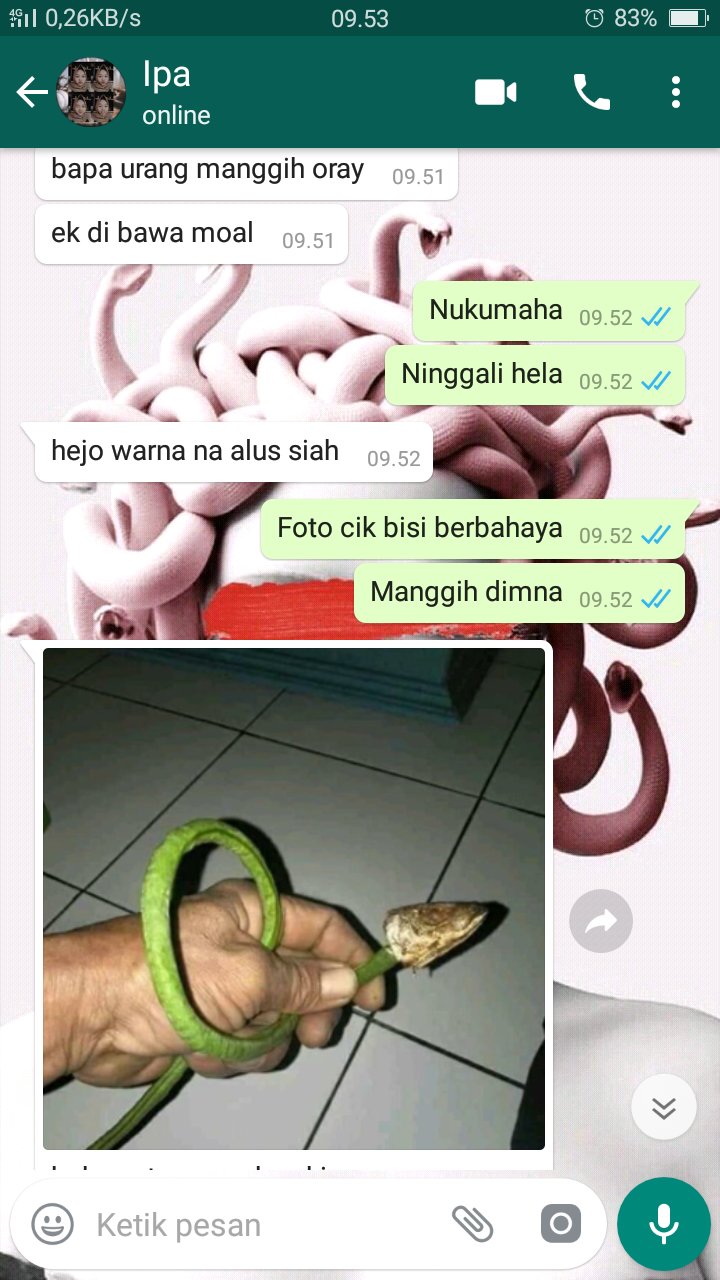 4G 0,26KB/s 09.53 83%
Ipa
online
bapa urang manggih oray 09.51
ek di bawa moal 09.51
Nukumaha 09.52
Ninggali hela 09.52
hejo warna na alus siah 09.52
Foto cik bisi berbahaya 09.52
Manggih dimna 09.52
Ketik pesan